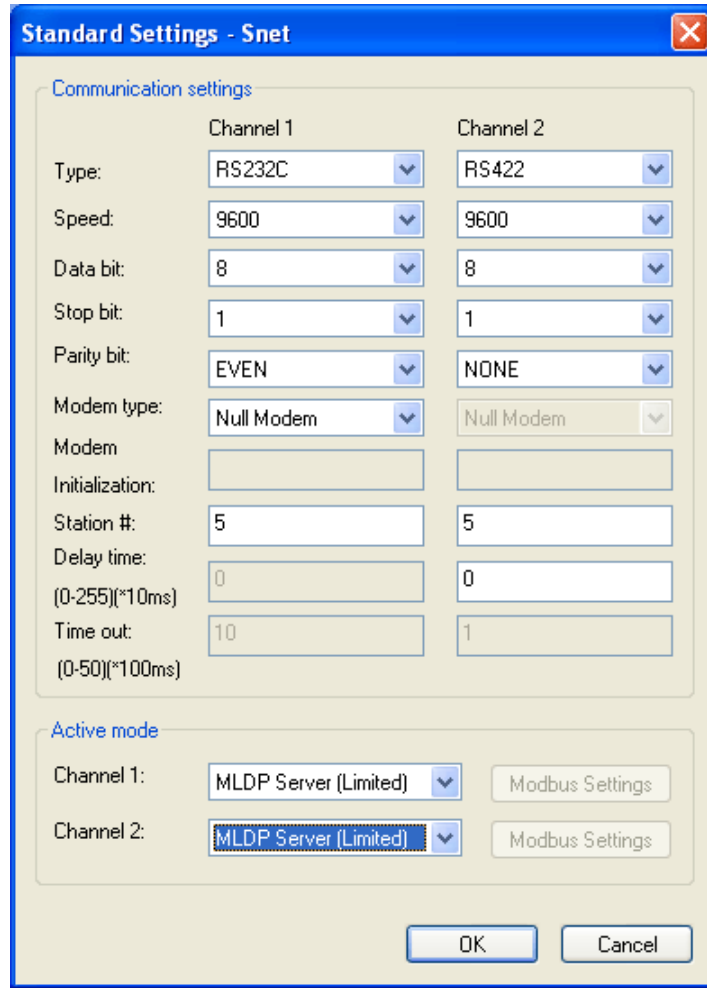 Standard Settings - Snet
Communication settings
Channel 1 Channel 2
Type: RS232C RS422
Speed: 9600 9600
Data bit: 8 8
Stop bit: 1 1
Parity bit: EVEN NONE
Modem type: Null Modem Null Modem
Modem
Initialization:
Station #: 5 5
Delay time:
(0-255)(*10ms) 0 0
Time out: 10 1
(0-50)(*100ms)
Active mode
Channel 1: MLDP Server (Limited) Modbus Settings
Channel 2: MLDP Server (Limited) Modbus Settings
OK Cancel